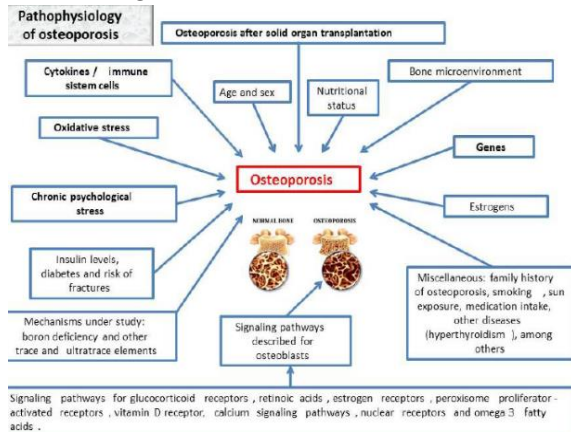 Pathophysiology
of osteoporosis
Osteoporosis after solid organ transplantation
Cytokines / immune
sistem cells
Age and sex
Nutritional
status
Bone microenvironment
Oxidative stress
Genes
Osteoporosis
Chronic psychological
stress
Estrogens
NORMAL BONE
OSTEOPOROSIS
Insulin levels,
diabetes and risk of
fractures
Miscellaneous: family history
of osteoporosis, smoking , sun
exposure, medication intake,
other diseases
(hyperthyroidism ), among
others
Mechanisms under study:
boron deficiency and other
trace and ultratrace elements
Signaling pathways
described for
osteoblasts
Signaling pathways for glucocorticoid receptors , retinoic acids , estrogen receptors , peroxisome proliferator -
activated receptors , vitamin D receptor, calcium signaling pathways , nuclear receptors and omega 3 fatty
acids .